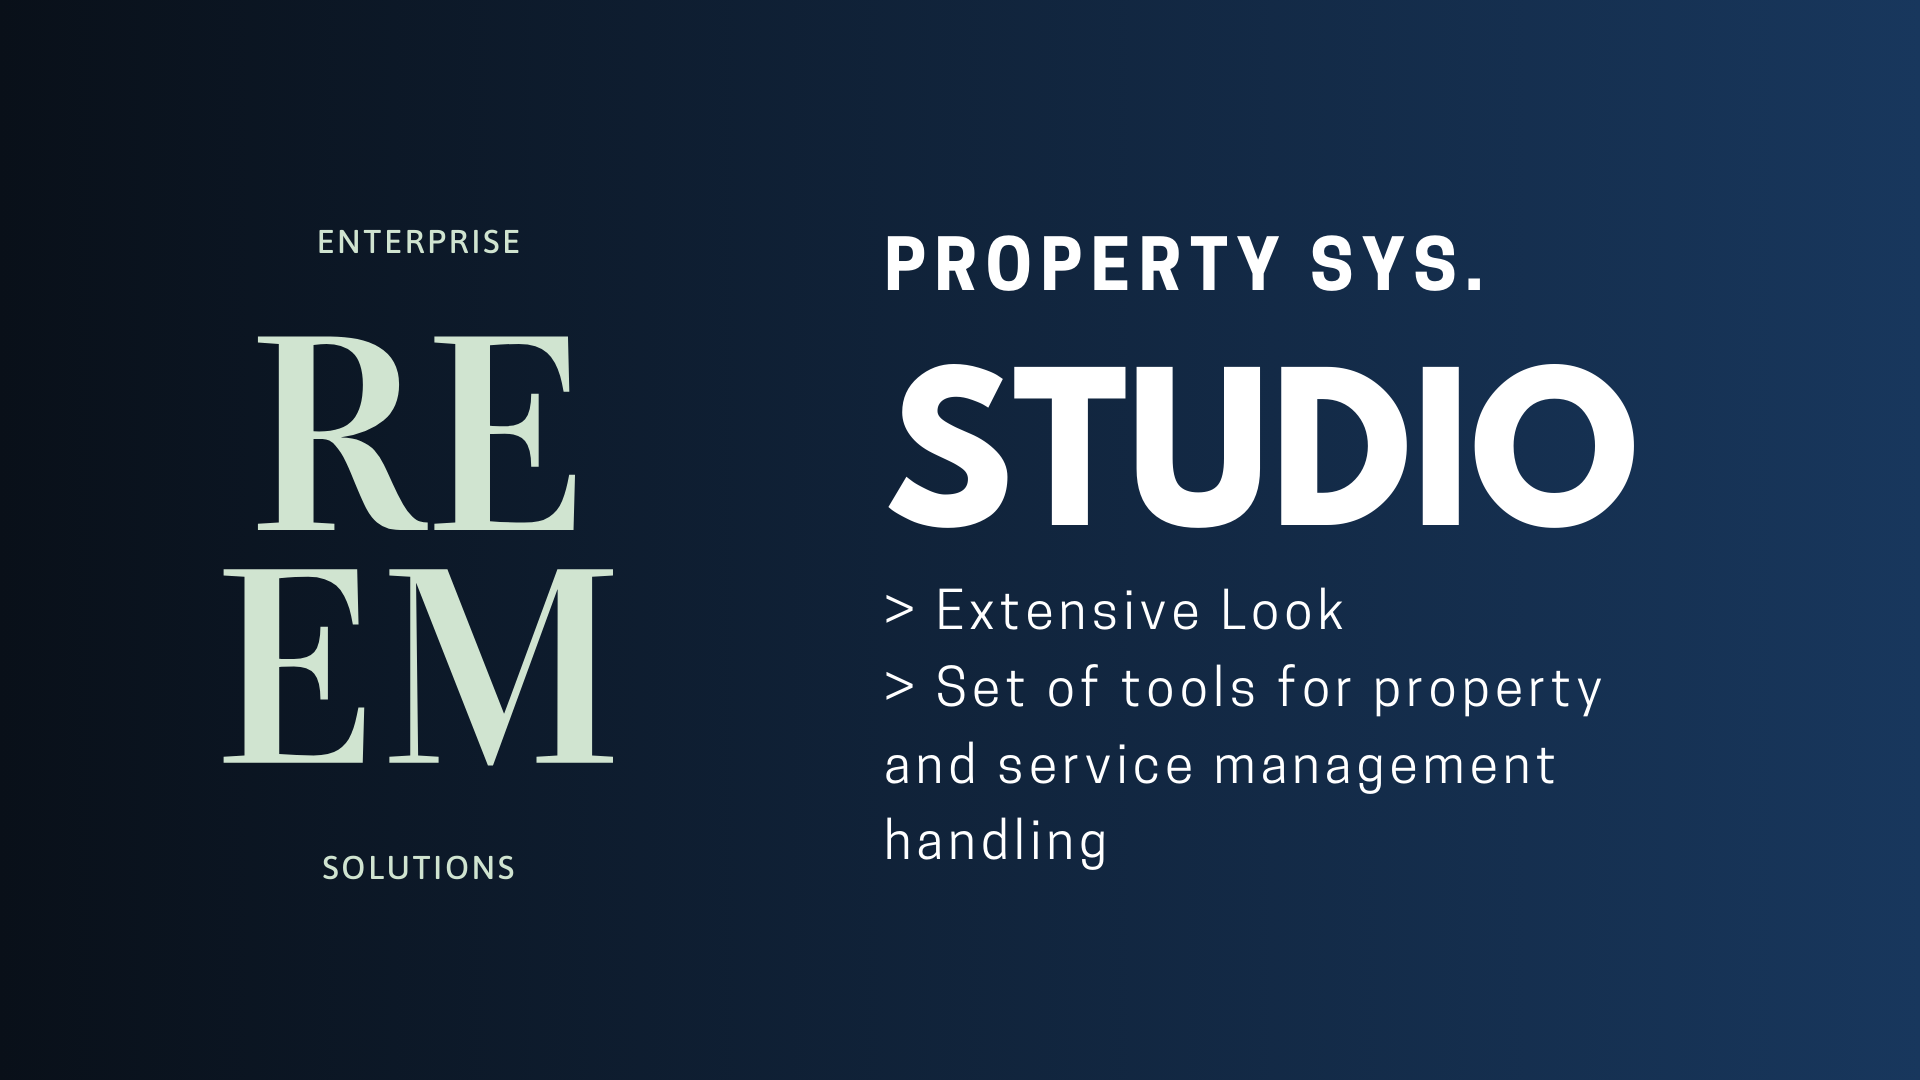 ENTERPRISE
RE
EM
SOLUTIONS
PROPERTY SYS.
STUDIO
> Extensive Look
> Set of tools for property
and service management
handling